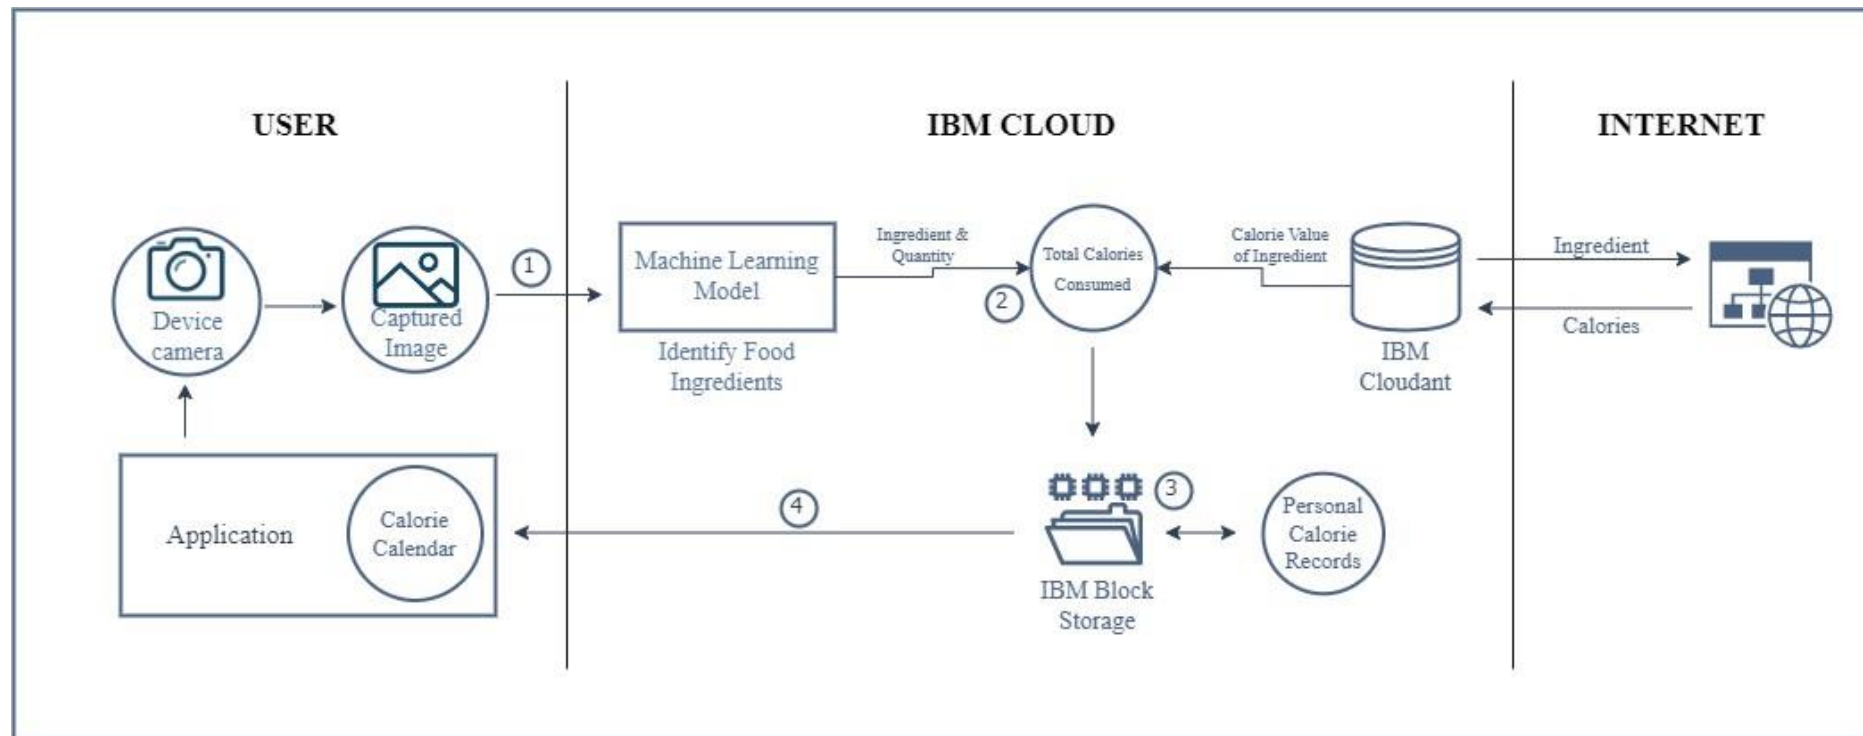 USER
IBM CLOUD
INTERNET
Device
camera
Captured
Image
1
Machine Learning
Model
Identify Food
Ingredients
Ingredient &
Quantity
2
Total Calories
Consumed
Calorie Value
of Ingredient
IBM
Cloudant
Ingredient
Calories
Application
Calorie
Calendar
4
3
IBM Block
Storage
Personal
Calorie
Records